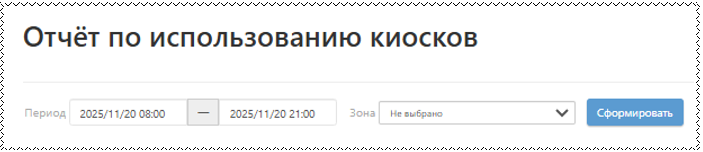 Отчёт по использованию киосков
Период 2025/11/20 08:00 — 2025/11/20 21:00 Зона Не выбрано Сформировать